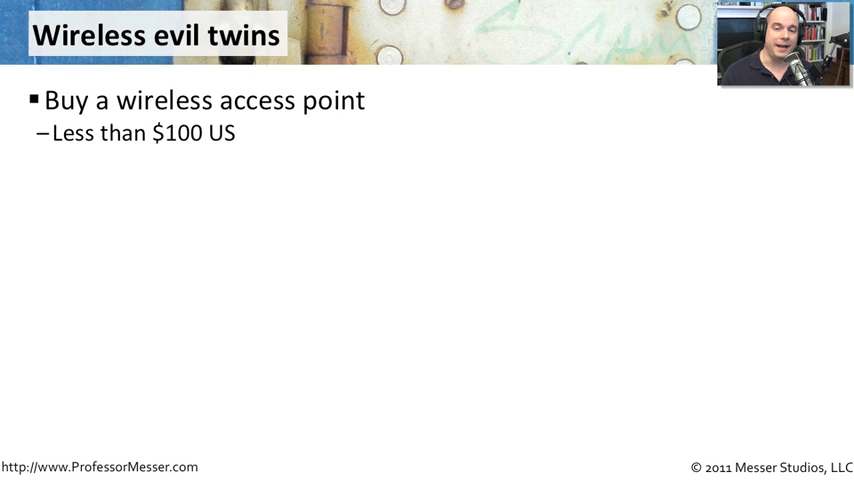 Wireless evil twins
▪ Buy a wireless access point
–Less than $100 US
http://www.ProfessorMesser.com
© 2011 Messer Studios, LLC